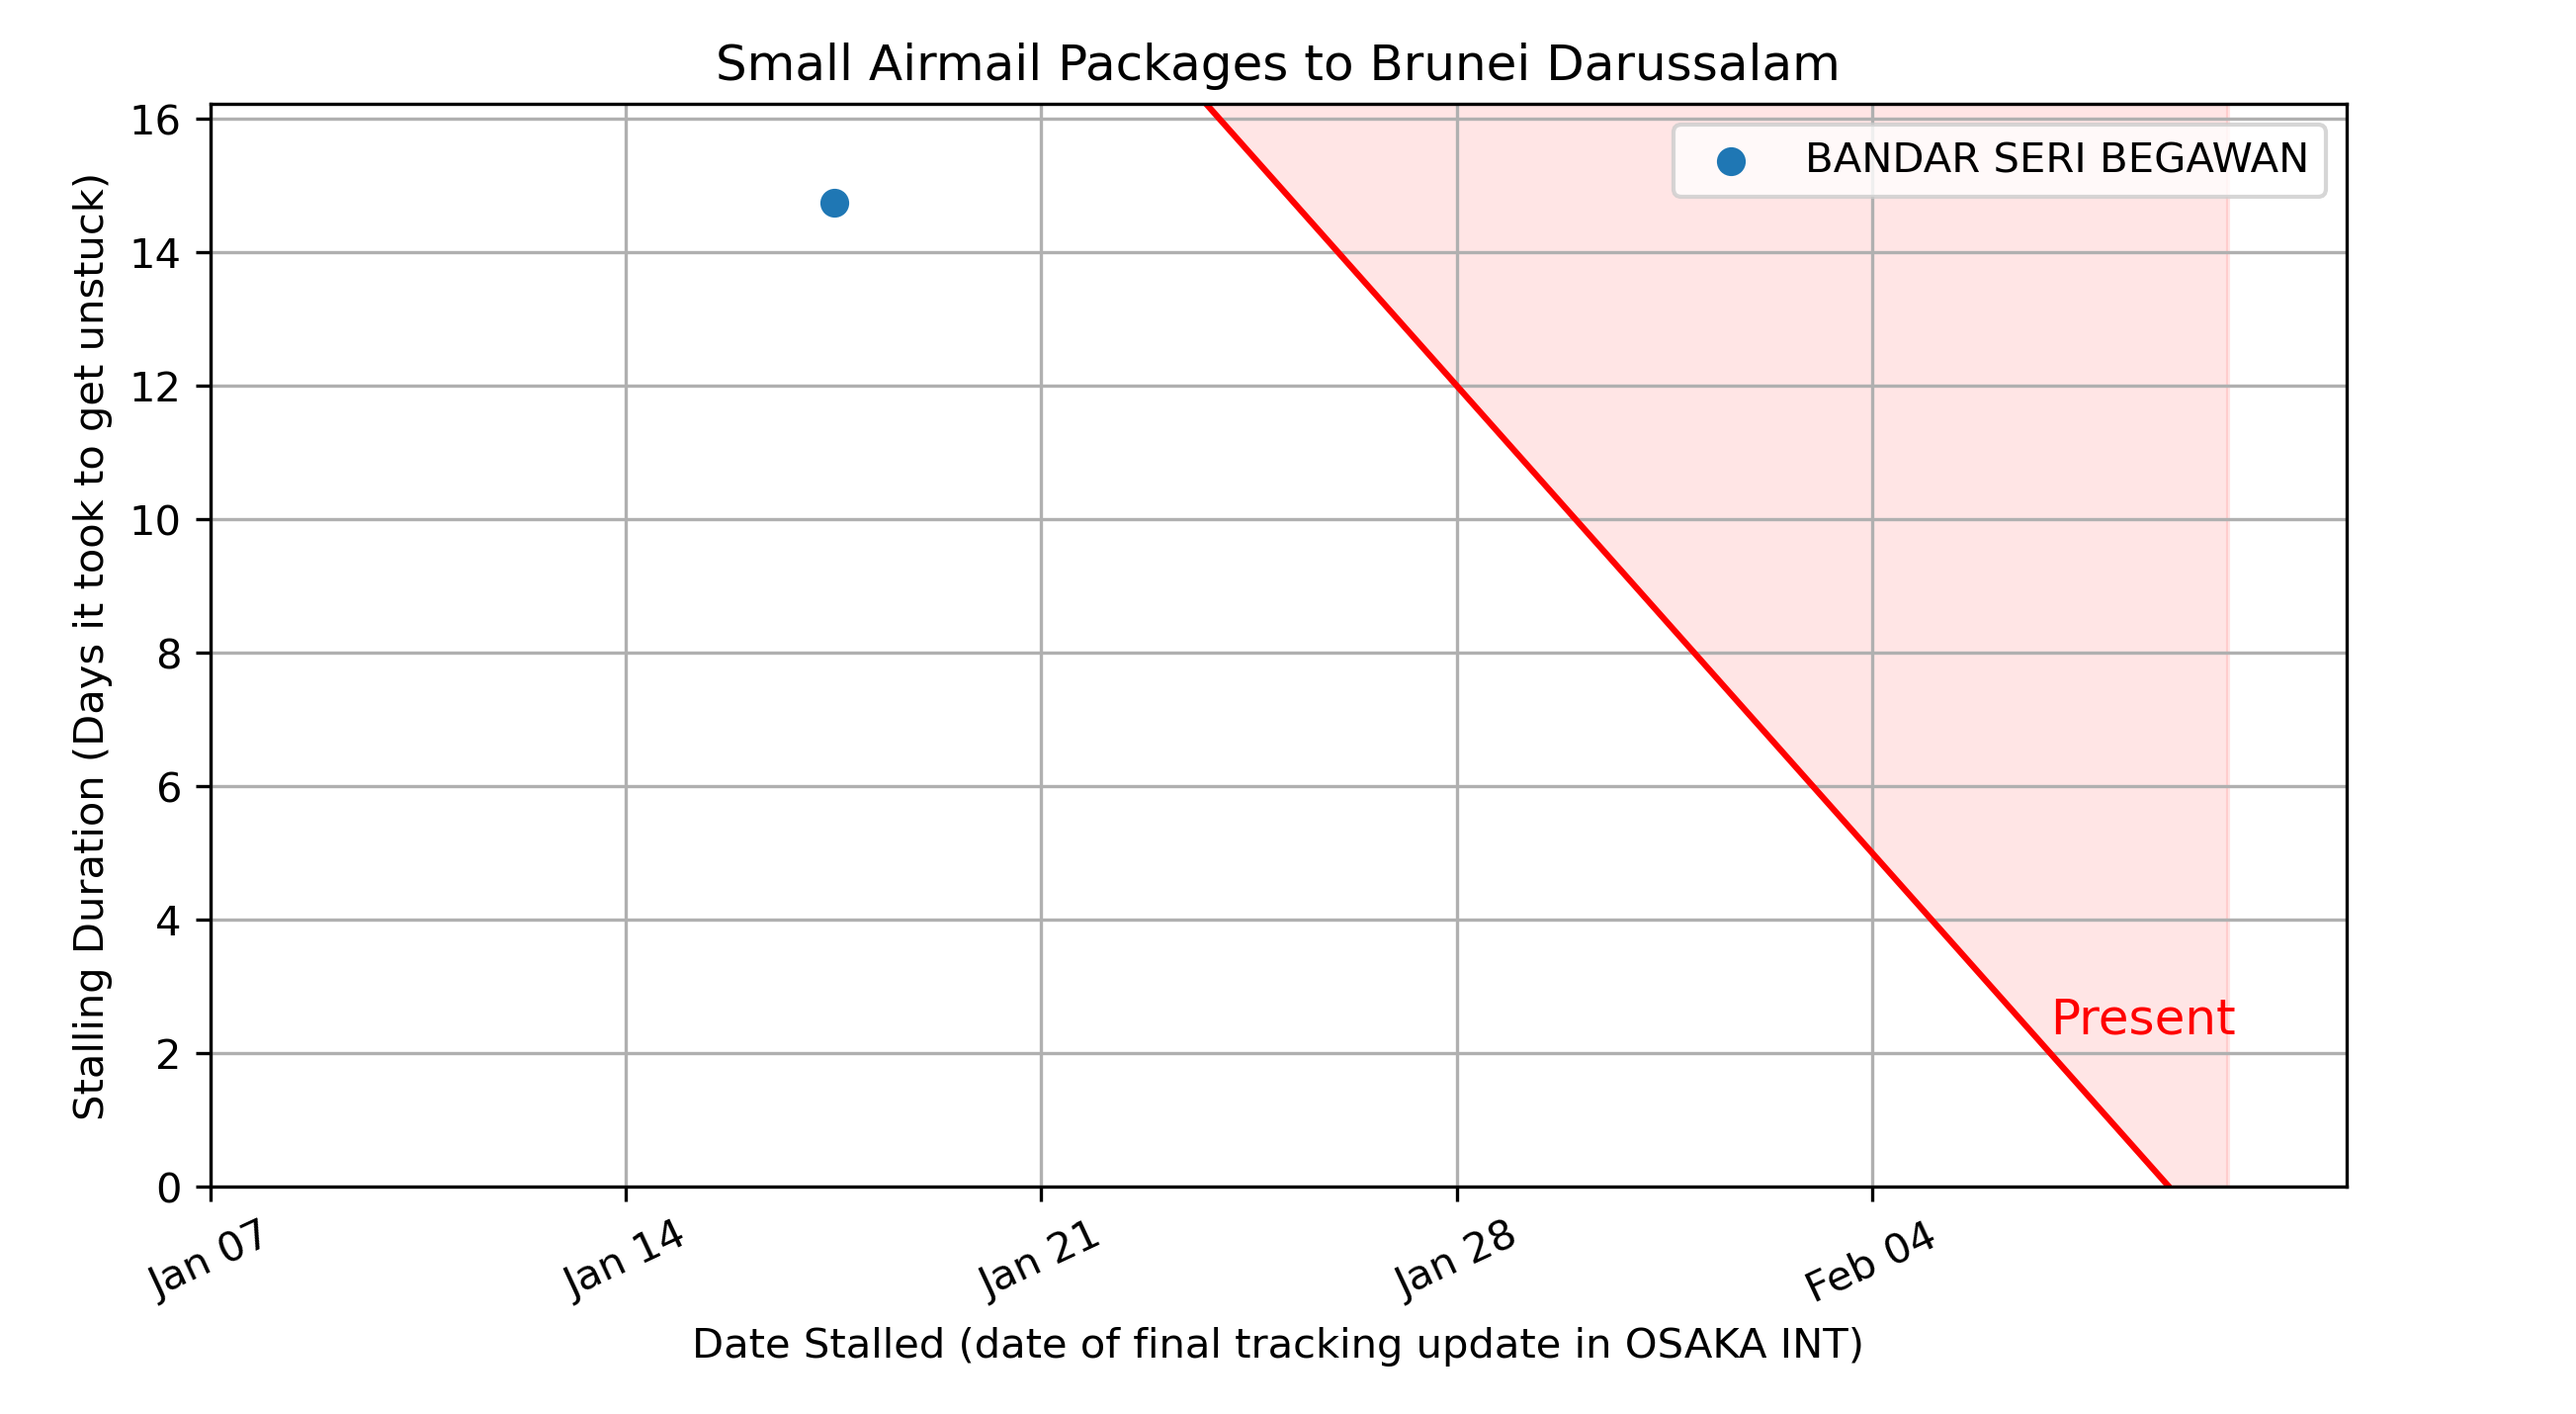 Small Airmail Packages to Brunei Darussalam
BANDAR SERI BEGAWAN
Stalling Duration (Days it took to get unstuck)
16
14
12
10
8
6
4
2
0
Present
Jan 07
Jan 14
Jan 21
Jan 28
Feb 04
Date Stalled (date of final tracking update in OSAKA INT)